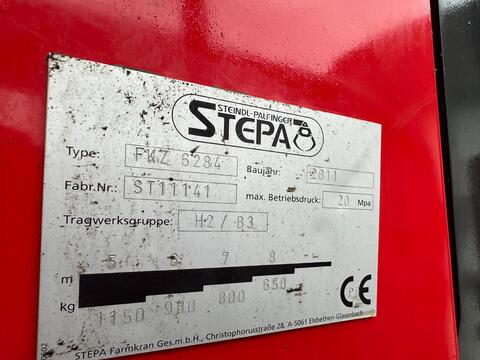 STEINDL-PALFINGER
STEPA
Type: FKZ 6284 Baujahr: 2011
Fabr.Nr.: ST11141 max. Betriebsdruck: 20 Mpa
Tragwerksgruppe: H2/B3
m 5 6 7 8
kg 1150 980 800 650
CE
STEPA Farmkran Ges.m.b.H., Christophorusstraße 28, A-5061 Elsbethen-Glasenbach